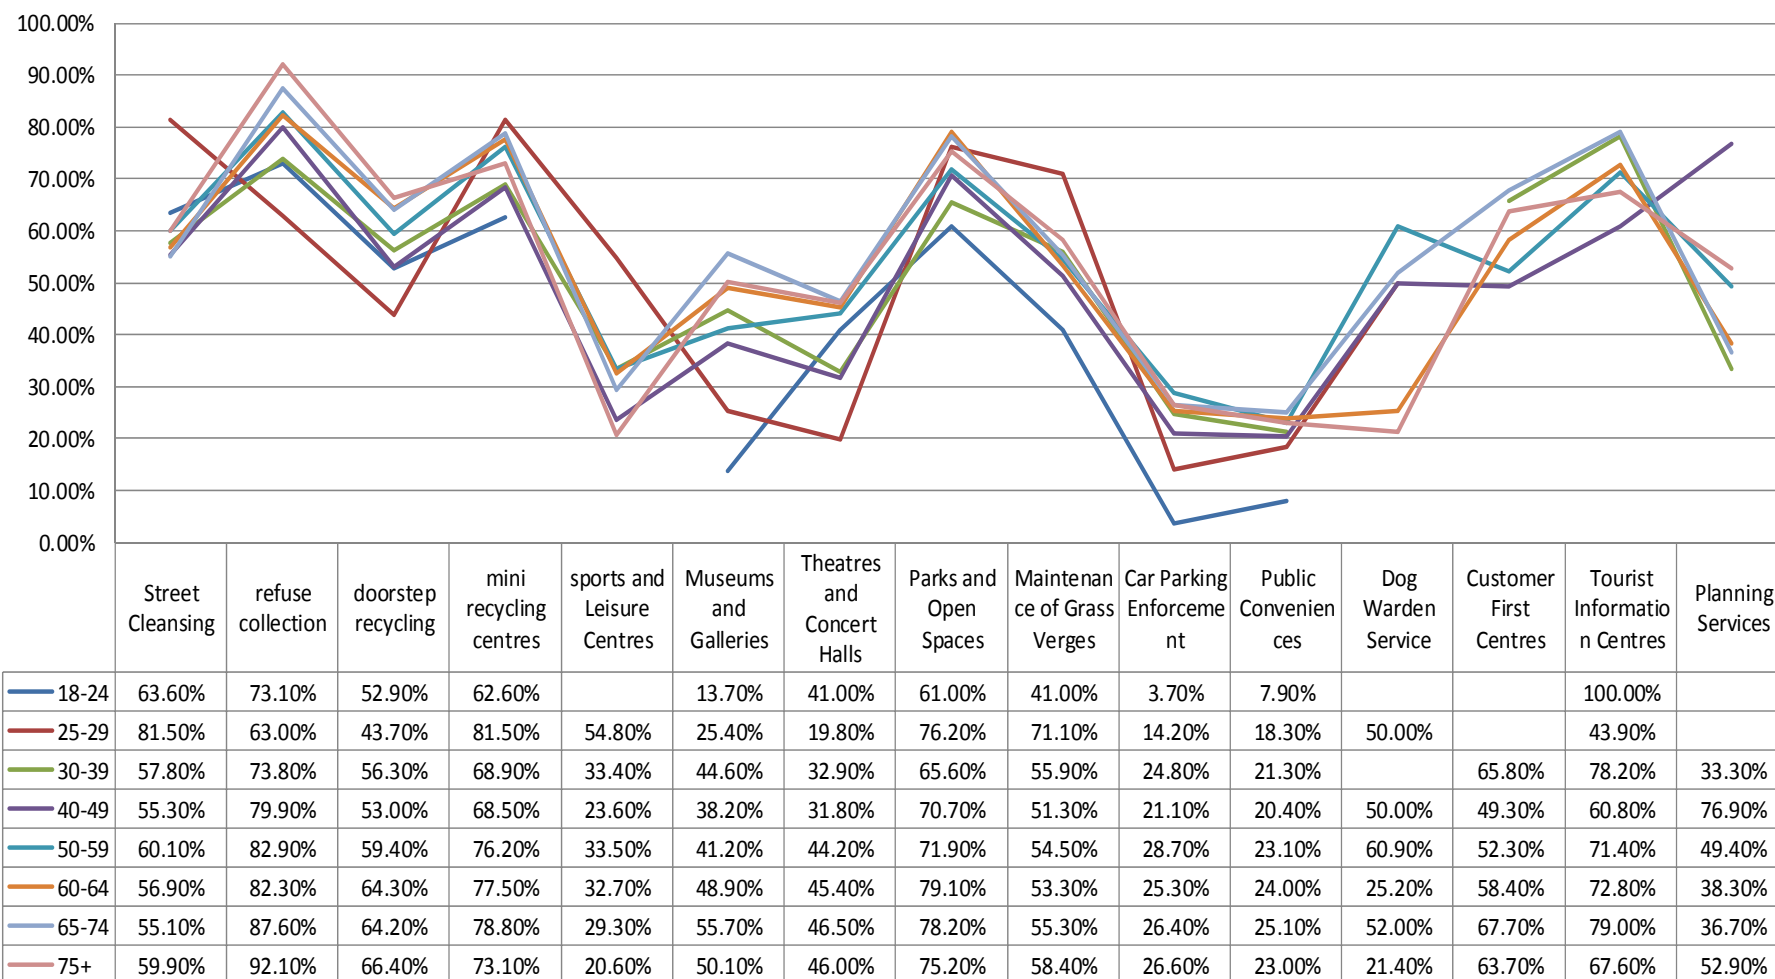 100.00%
90.00%
80.00%
70.00%
60.00%
50.00%
40.00%
30.00%
20.00%
10.00%
0.00%
Street
Cleansing
refuse
collection
doorstep
recycling
mini
recycling
centres
sports and
Leisure
Centres
Museums
and
Galleries
Theatres
and
Concert
Halls
Parks and
Open
Spaces
Maintenan
ce of Grass
Verges
Car Parking
Enforceme
nt
Public
Convenien
ces
Dog
Warden
Service
Customer
First
Centres
Tourist
Informatio
n Centres
Planning
Services
18-24 63.60% 73.10% 52.90% 62.60% 13.70% 41.00% 61.00% 41.00% 3.70% 7.90% 100.00%
25-29 81.50% 63.00% 43.70% 81.50% 54.80% 25.40% 19.80% 76.20% 71.10% 14.20% 18.30% 50.00% 43.90%
30-39 57.80% 73.80% 56.30% 68.90% 33.40% 44.60% 32.90% 65.60% 55.90% 24.80% 21.30% 65.80% 78.20% 33.30%
40-49 55.30% 79.90% 53.00% 68.50% 23.60% 38.20% 31.80% 70.70% 51.30% 21.10% 20.40% 50.00% 49.30% 60.80% 76.90%
50-59 60.10% 82.90% 59.40% 76.20% 33.50% 41.20% 44.20% 71.90% 54.50% 28.70% 23.10% 60.90% 52.30% 71.40% 49.40%
60-64 56.90% 82.30% 64.30% 77.50% 32.70% 48.90% 45.40% 79.10% 53.30% 25.30% 24.00% 25.20% 58.40% 72.80% 38.30%
65-74 55.10% 87.60% 64.20% 78.80% 29.30% 55.70% 46.50% 78.20% 55.30% 26.40% 25.10% 52.00% 67.70% 79.00% 36.70%
75+ 59.90% 92.10% 66.40% 73.10% 20.60% 50.10% 46.00% 75.20% 58.40% 26.60% 23.00% 21.40% 63.70% 67.60% 52.90%